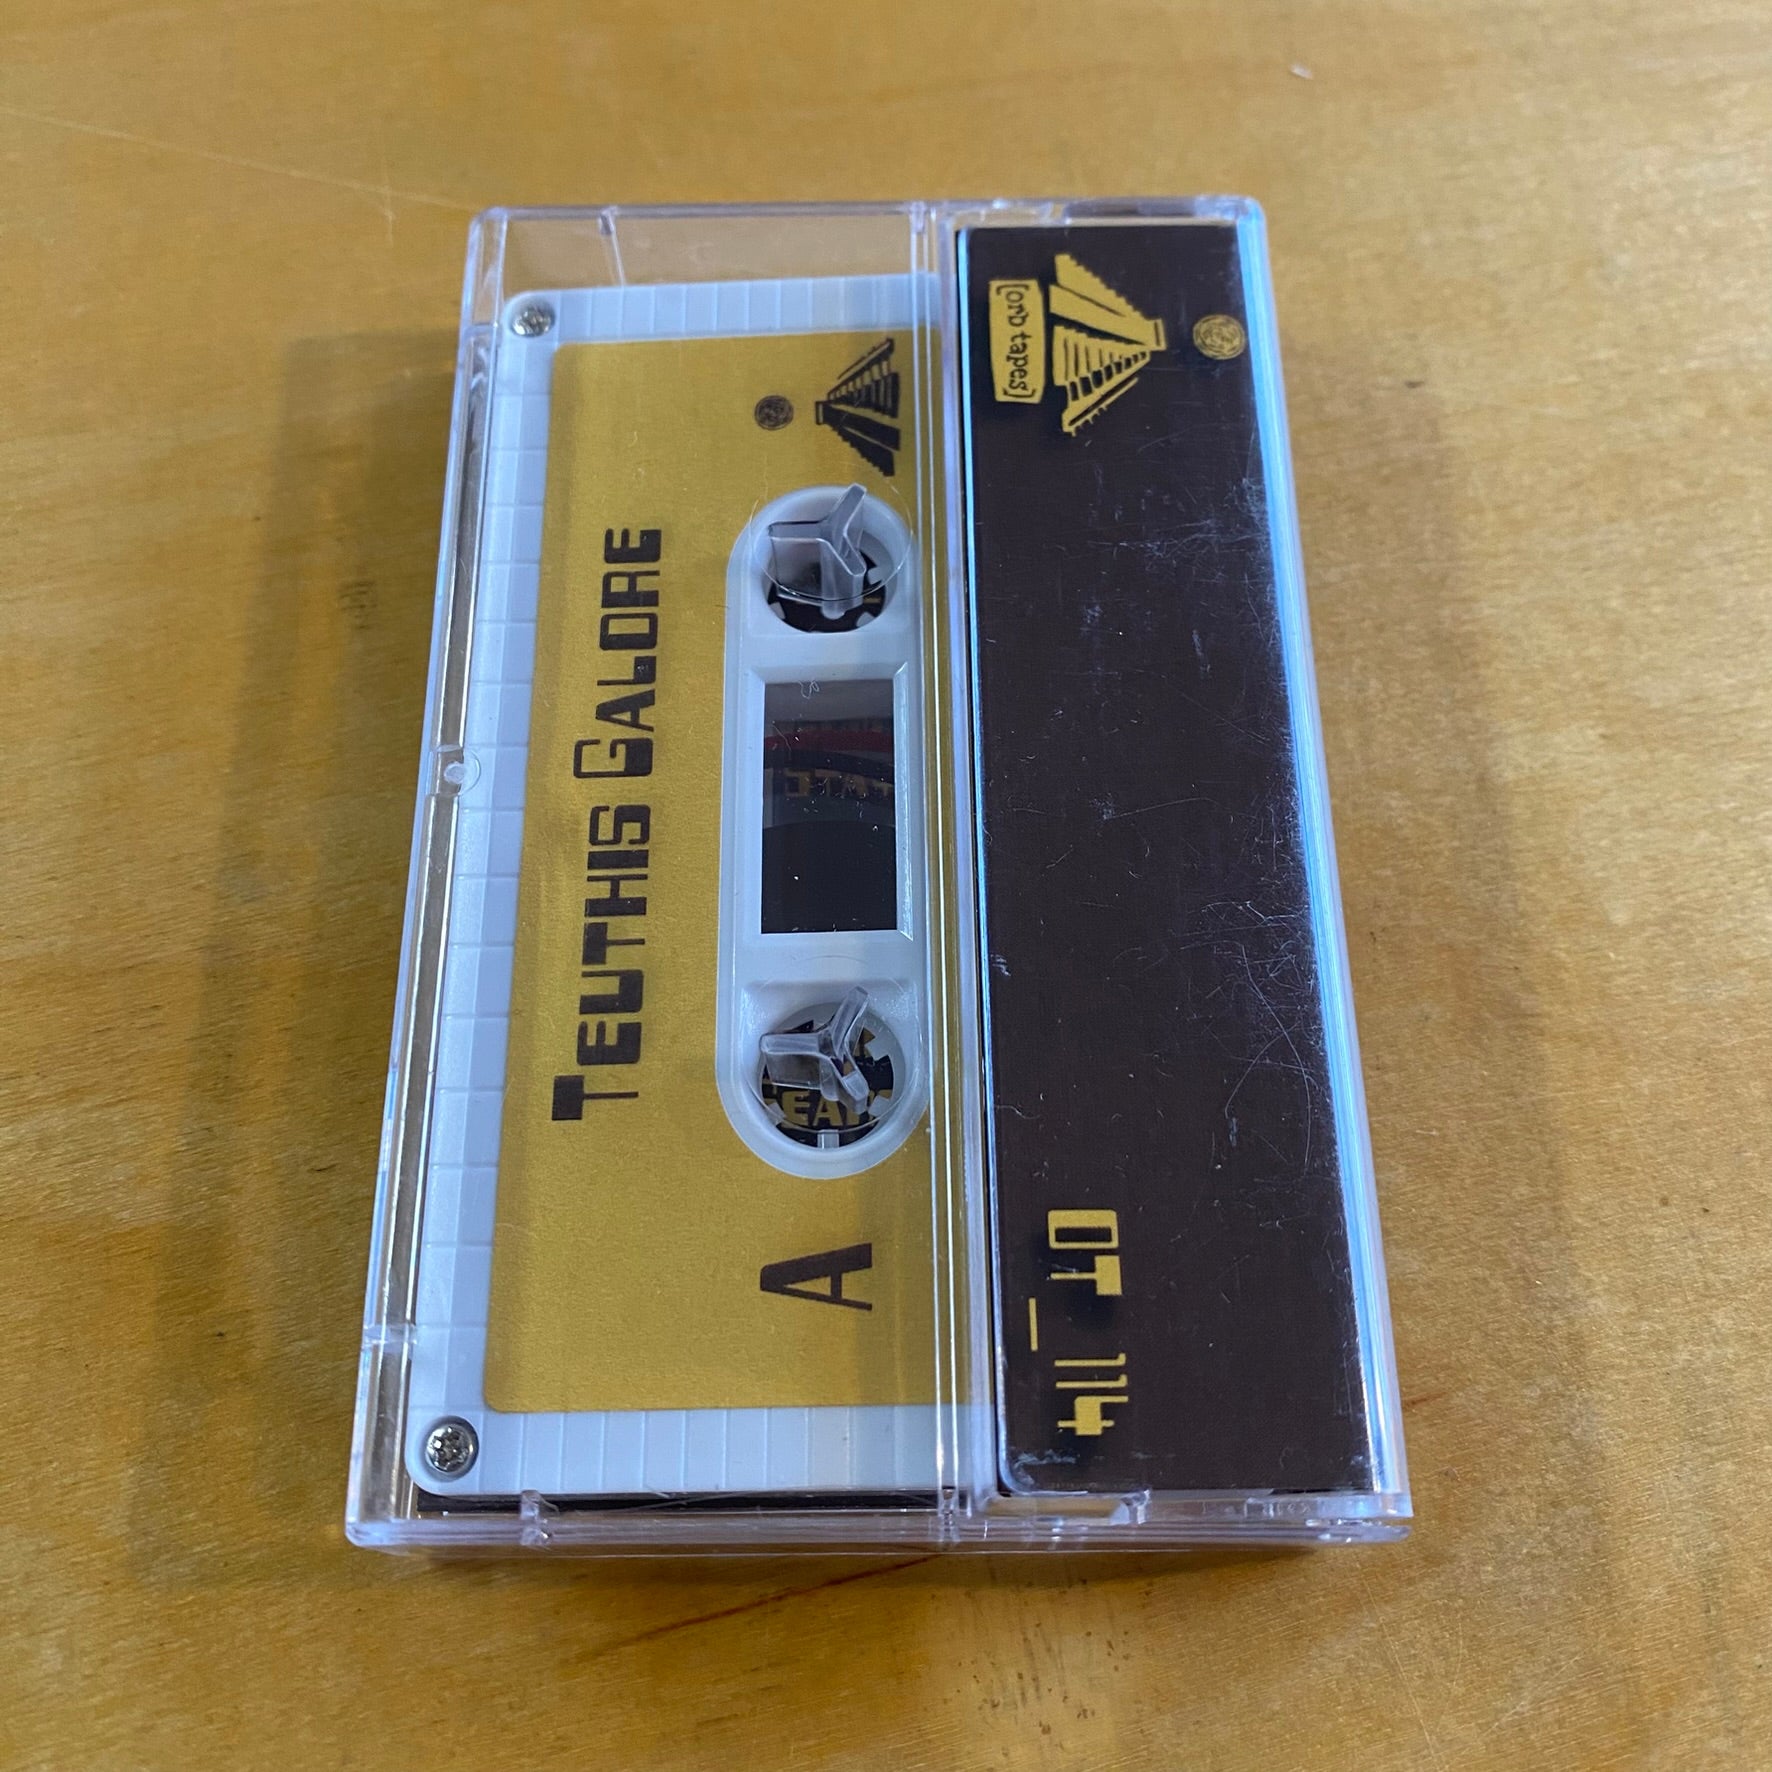 TEUTHIS GALORE
A
[orb tapes]
OT_114